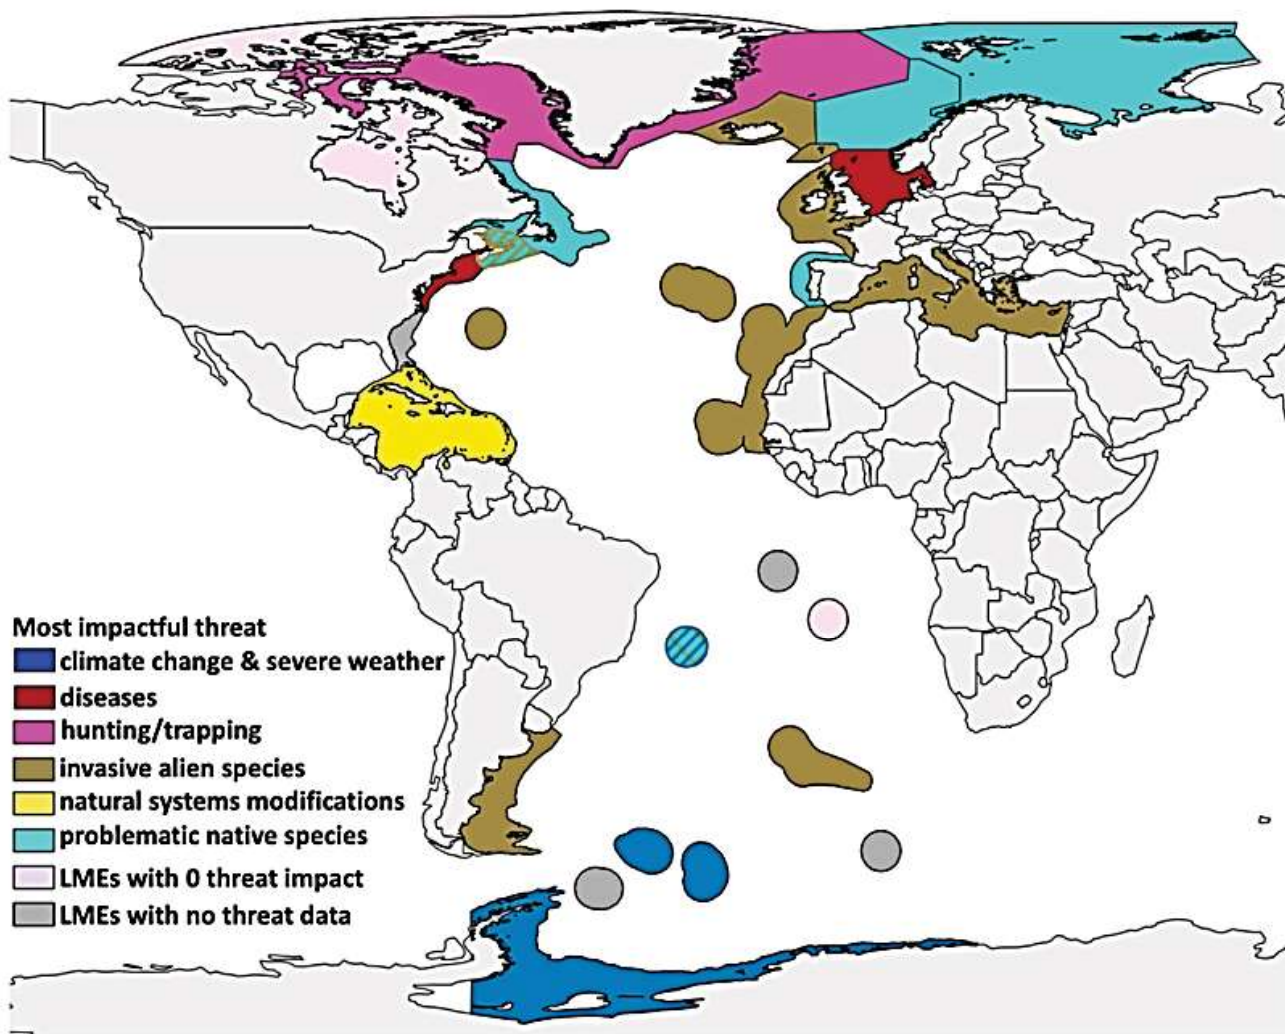 Most impactful threat
climate change & severe weather
diseases
hunting/trapping
invasive alien species
natural systems modifications
problematic native species
LMEs with 0 threat impact
LMEs with no threat data